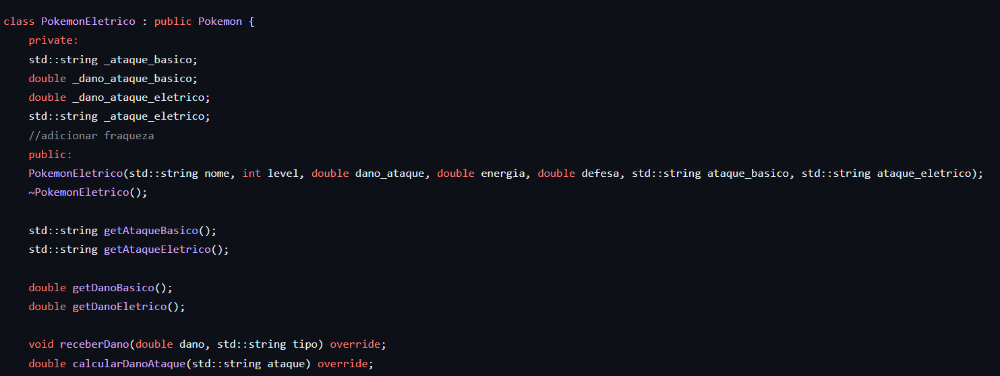 class PokemonEletrico : public Pokemon {
private:
std::string _ataque_basico;
double _dano_ataque_basico;
double _dano_ataque_eletrico;
std::string _ataque_eletrico;
//adicionar fraqueza
public:
PokemonEletrico(std::string nome, int level, double dano_ataque, double energia, double defesa, std::string ataque_basico, std::string ataque_eletrico);
~PokemonEletrico();
std::string getAtaqueBasico();
std::string getAtaqueEletrico();
double getDanoBasico();
double getDanoEletrico();
void receberDano(double dano, std::string tipo) override;
double calcularDanoAtaque(std::string ataque) override;